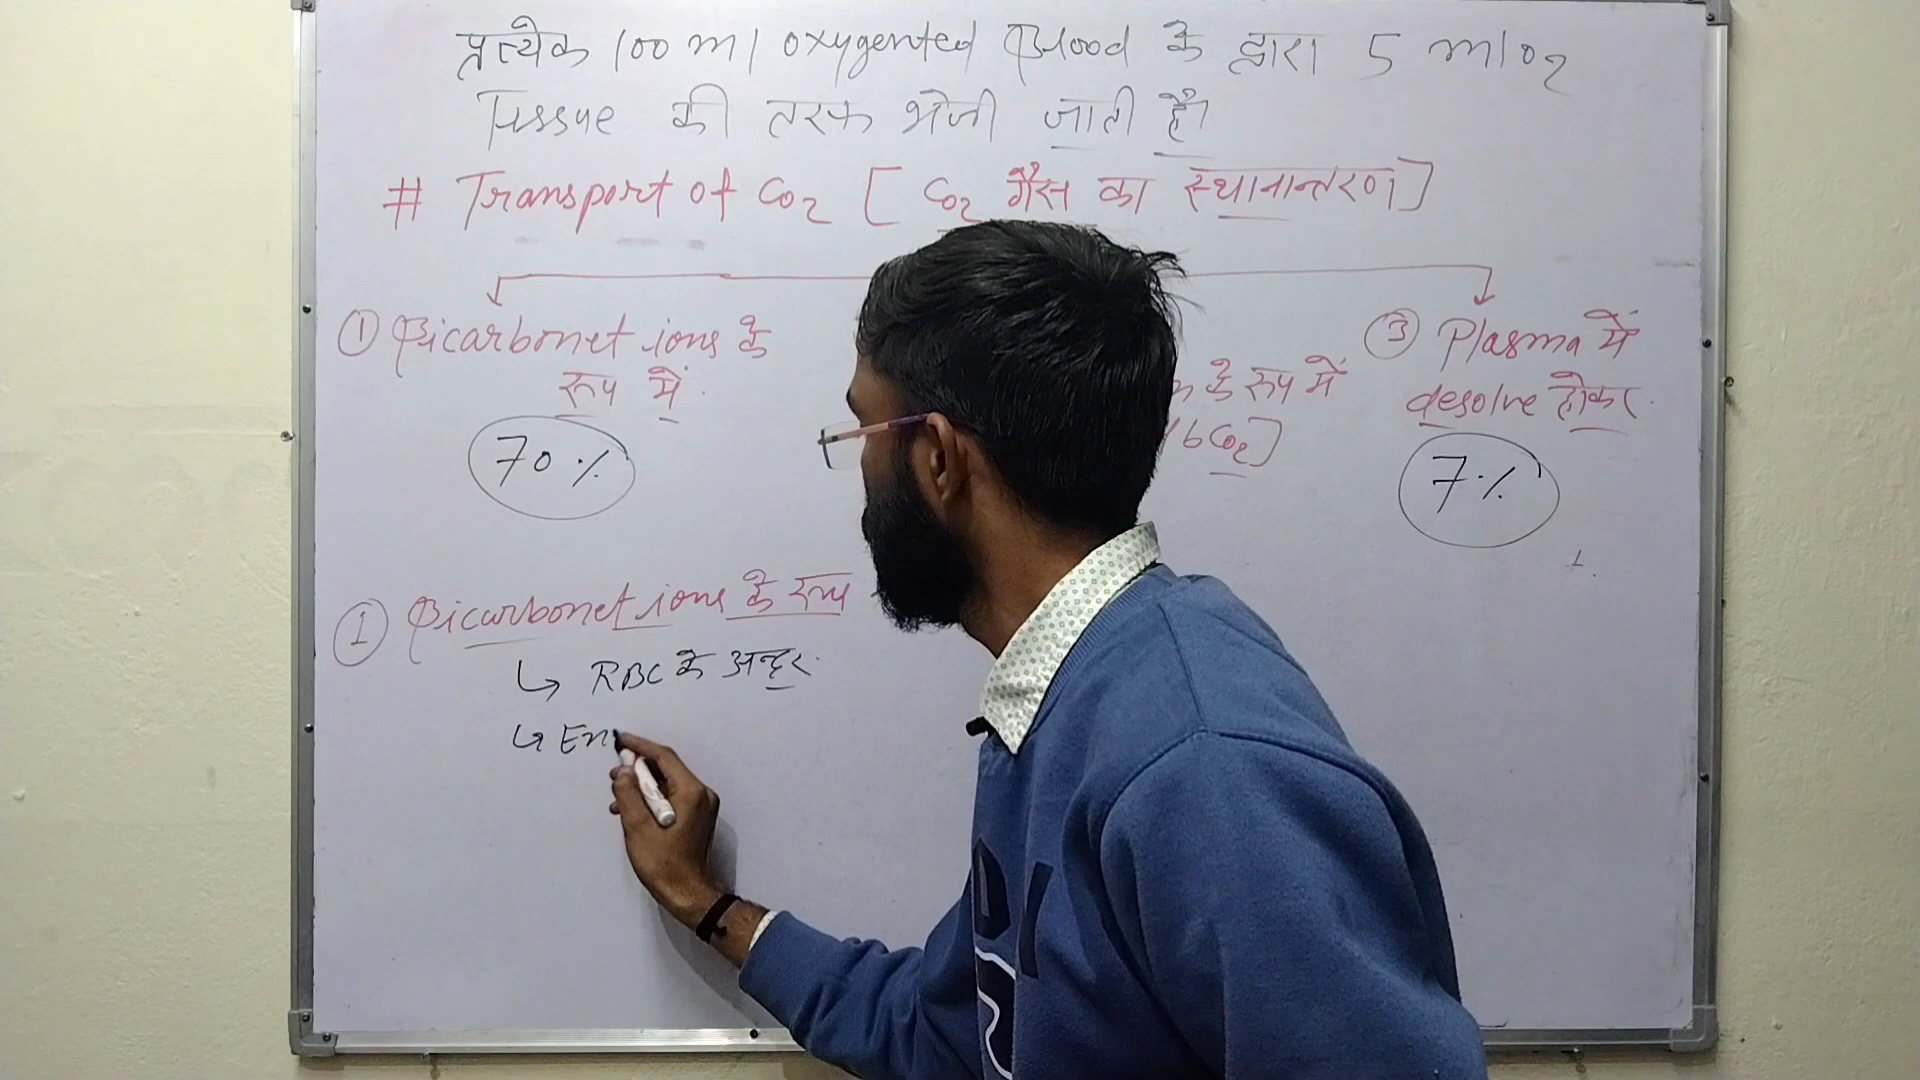 प्रत्येक 100 ml oxygented Blood के द्वारा 5 ml O2
Tissue की तरफ भेजी जाती है।
# Transport of CO2 [ CO2 गैस का स्थानान्तरण ]
① Bicarbonet ions के
रूप में
70%
के रूप में
bCO2]
③ Plasma में
desolve होकर
7%
① Bicarbonet ions के रूप
↳ RBC के अन्दर
↳ En